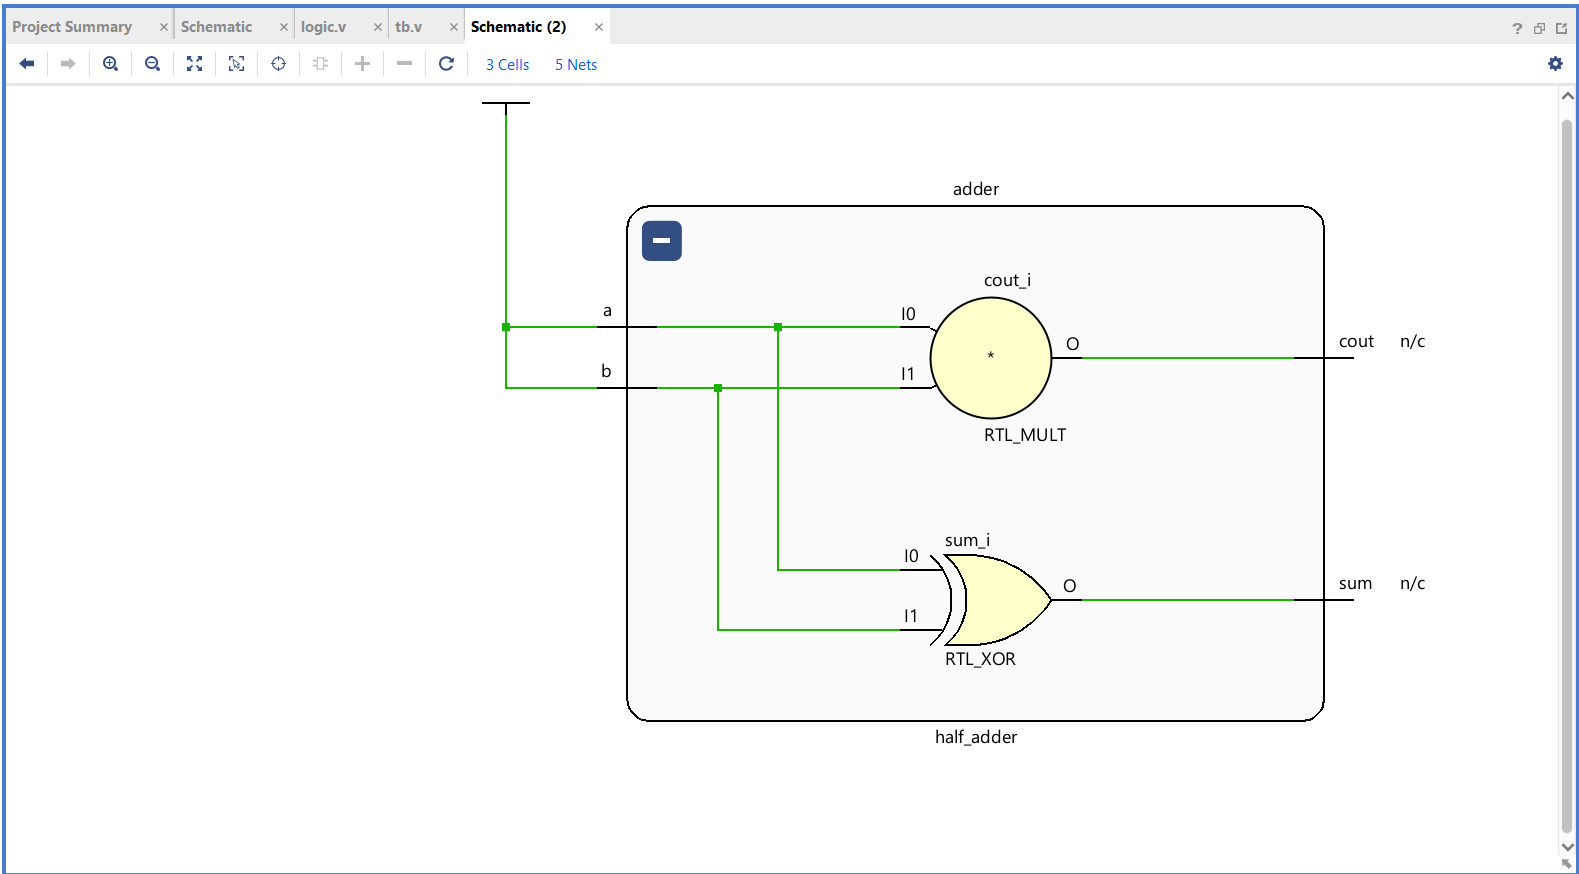 Project Summary × Schematic × logic.v × tb.v × Schematic (2) ×
?
3 Cells 5 Nets
adder
cout_i
a
I0
O
cout n/c
b
I1
*
RTL_MULT
sum_i
I0
O
sum n/c
I1
RTL_XOR
half_adder